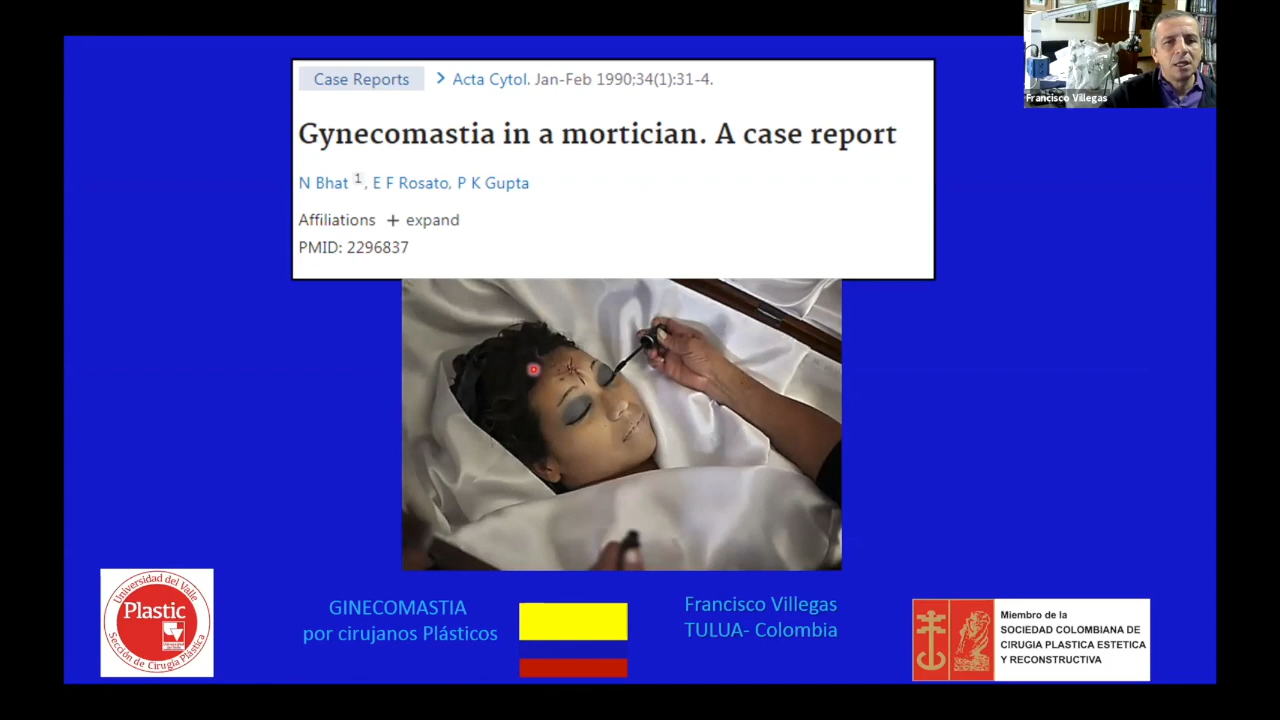 Francisco Villegas
Case Reports > Acta Cytol. Jan-Feb 1990;34(1):31-4.
Gynecomastia in a mortician. A case report
N Bhat 1, E F Rosato, P K Gupta
Affiliations + expand
PMID: 2296837
Universidad del Valle
Plastic
Sección de Cirugía Plástica
GINECOMASTIA
por cirujanos Plásticos
Francisco Villegas
TULUA- Colombia
Miembro de la
SOCIEDAD COLOMBIANA DE
CIRUGIA PLASTICA ESTETICA
Y RECONSTRUCTIVA